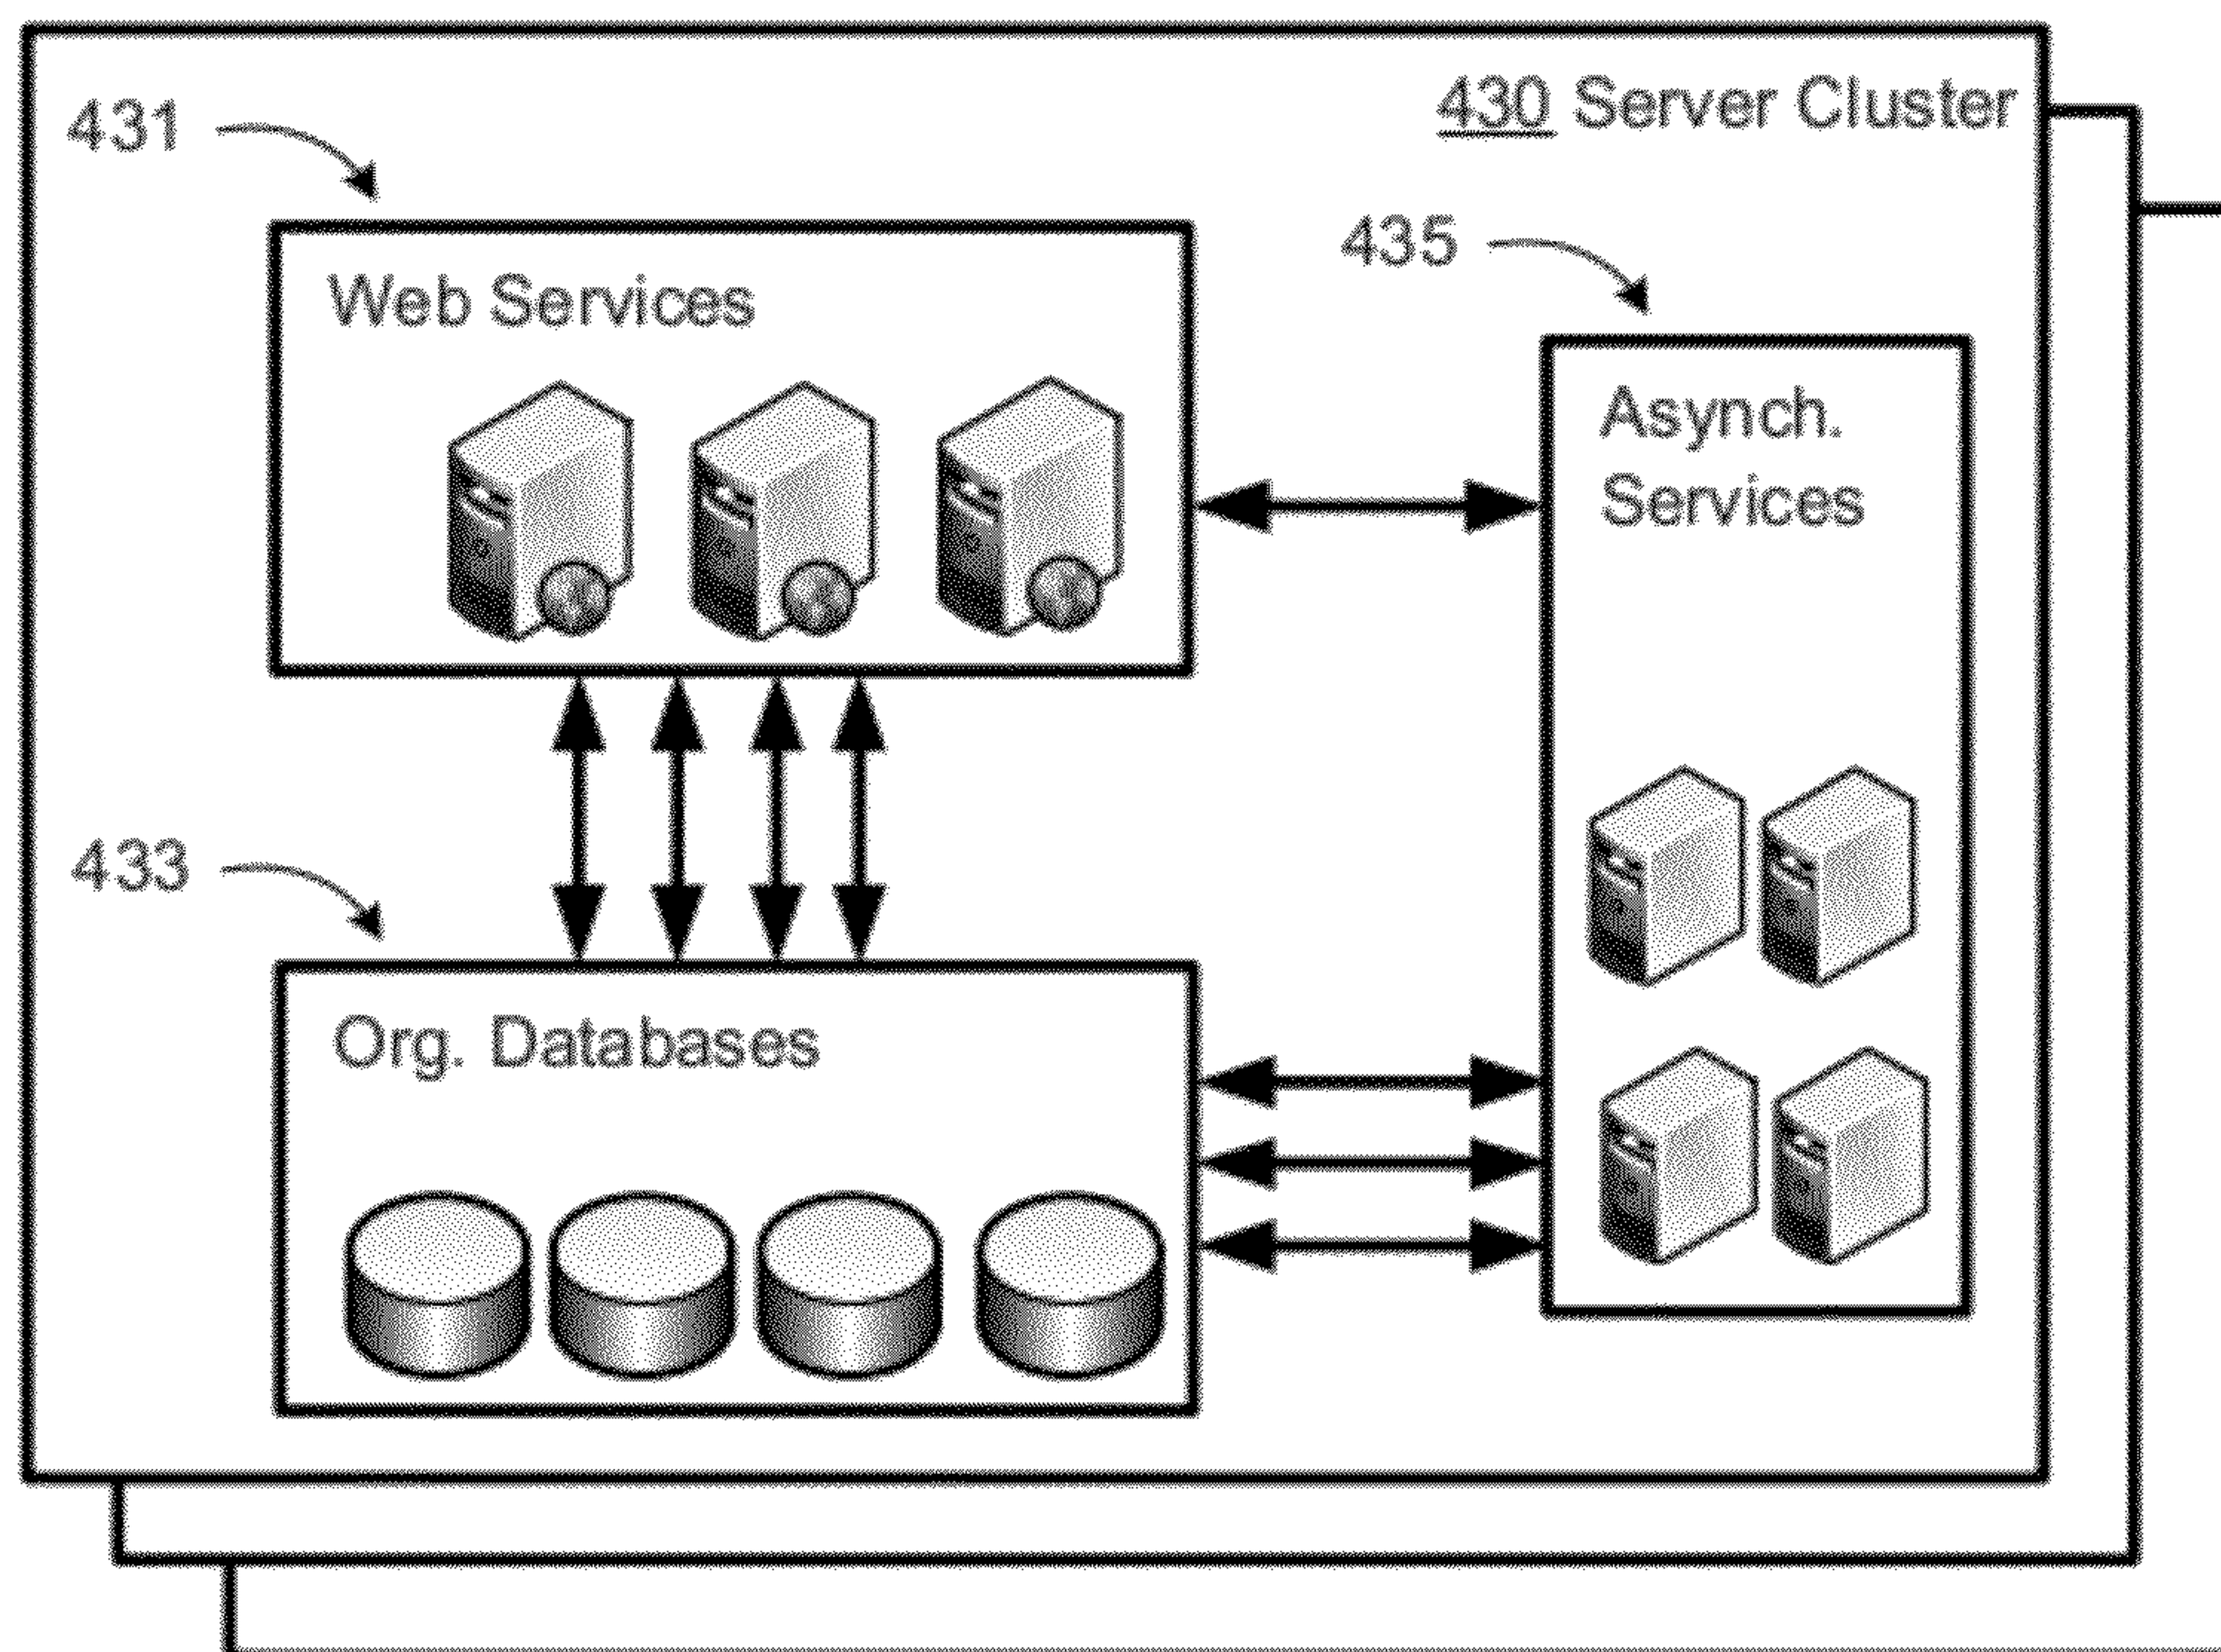 430 Server Cluster
431
435
Web Services
Asynch.
Services
433
Org. Databases